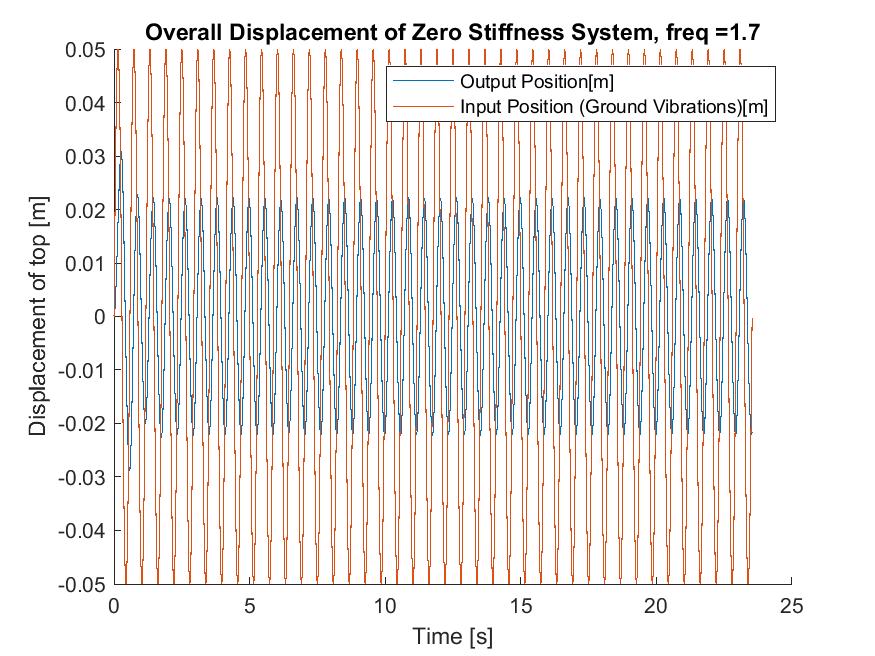 Overall Displacement of Zero Stiffness System, freq =1.7
0.05
0.04
0.03
0.02
0.01
0
-0.01
-0.02
-0.03
-0.04
-0.05
Displacement of top [m]
Output Position[m]
Input Position (Ground Vibrations)[m]
0 5 10 15 20 25
Time [s]